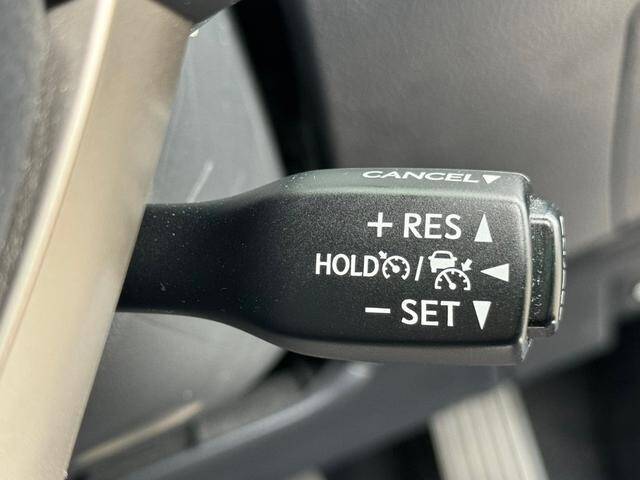 CANCEL▼
+ RES ▲
HOLD / ◀
− SET ▼